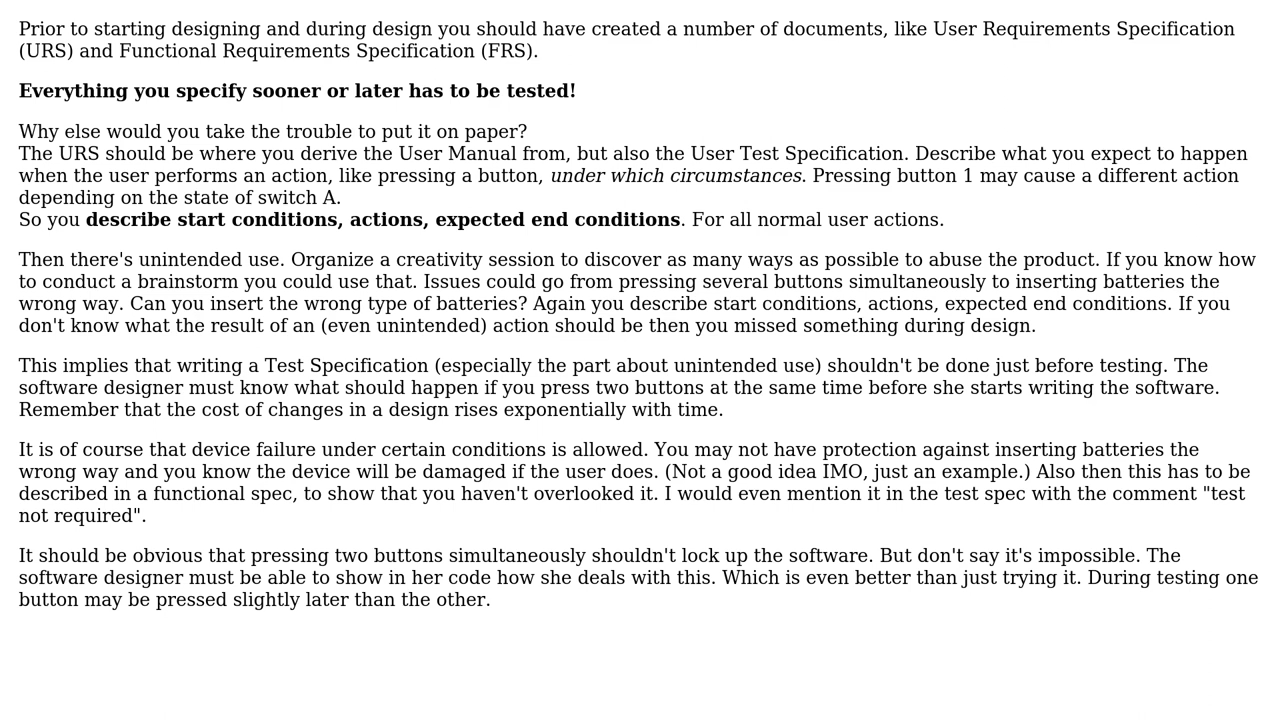 Prior to starting designing and during design you should have created a number of documents, like User Requirements Specification
(URS) and Functional Requirements Specification (FRS).
Everything you specify sooner or later has to be tested!
Why else would you take the trouble to put it on paper?
The URS should be where you derive the User Manual from, but also the User Test Specification. Describe what you expect to happen
when the user performs an action, like pressing a button, under which circumstances. Pressing button 1 may cause a different action
depending on the state of switch A.
So you describe start conditions, actions, expected end conditions. For all normal user actions.
Then there's unintended use. Organize a creativity session to discover as many ways as possible to abuse the product. If you know how
to conduct a brainstorm you could use that. Issues could go from pressing several buttons simultaneously to inserting batteries the
wrong way. Can you insert the wrong type of batteries? Again you describe start conditions, actions, expected end conditions. If you
don't know what the result of an (even unintended) action should be then you missed something during design.
This implies that writing a Test Specification (especially the part about unintended use) shouldn't be done just before testing. The
software designer must know what should happen if you press two buttons at the same time before she starts writing the software.
Remember that the cost of changes in a design rises exponentially with time.
It is of course that device failure under certain conditions is allowed. You may not have protection against inserting batteries the
wrong way and you know the device will be damaged if the user does. (Not a good idea IMO, just an example.) Also then this has to be
described in a functional spec, to show that you haven't overlooked it. I would even mention it in the test spec with the comment "test
not required".
It should be obvious that pressing two buttons simultaneously shouldn't lock up the software. But don't say it's impossible. The
software designer must be able to show in her code how she deals with this. Which is even better than just trying it. During testing one
button may be pressed slightly later than the other.